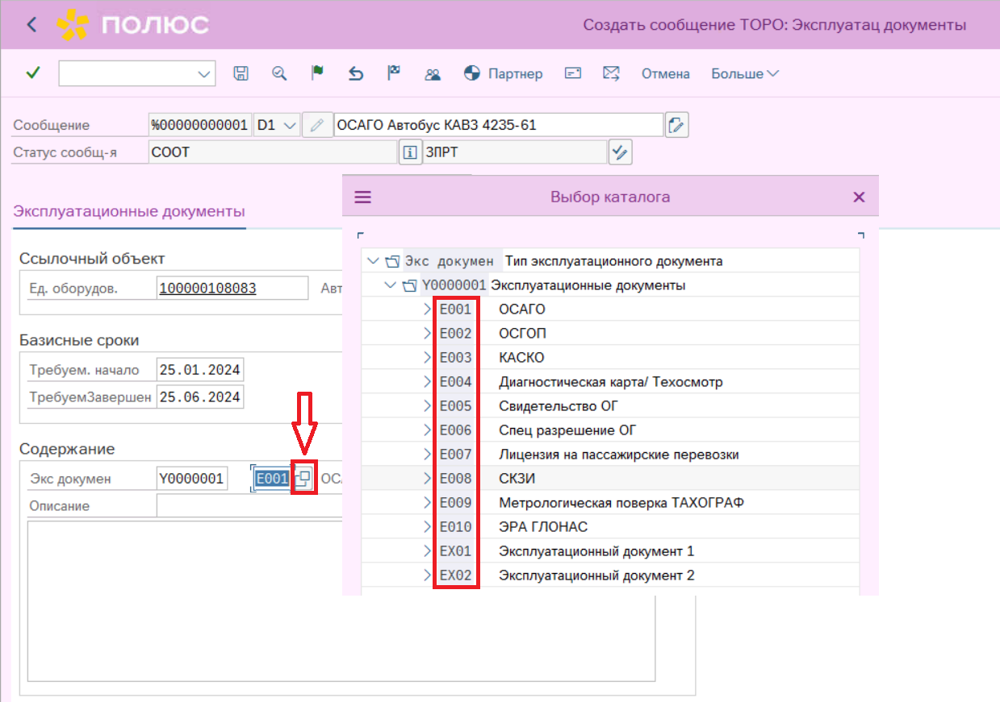 ПОЛЮС
Создать сообщение ТОРО: Эксплуатац документы
Партнер Отмена Больше
Сообщение %00000000001 D1 ОСАГО Автобус КАВЗ 4235-61
Статус сообщ-я СООТ ЗПРТ
Эксплуатационные документы
Ссылочный объект
Ед. оборудов. 100000108083 Авт
Базисные сроки
Требуем. начало 25.01.2024
ТребуемЗавершен 25.06.2024
Содержание
Экс докумен Y0000001 E001 ОС
Описание
Выбор каталога
Экс докумен Тип эксплуатационного документа
Y0000001 Эксплуатационные документы
E001 ОСАГО
E002 ОСГОП
E003 КАСКО
E004 Диагностическая карта/ Техосмотр
E005 Свидетельство ОГ
E006 Спец разрешение ОГ
E007 Лицензия на пассажирские перевозки
E008 СКЗИ
E009 Метрологическая поверка ТАХОГРАФ
E010 ЭРА ГЛОНАС
EX01 Эксплуатационный документ 1
EX02 Эксплуатационный документ 2